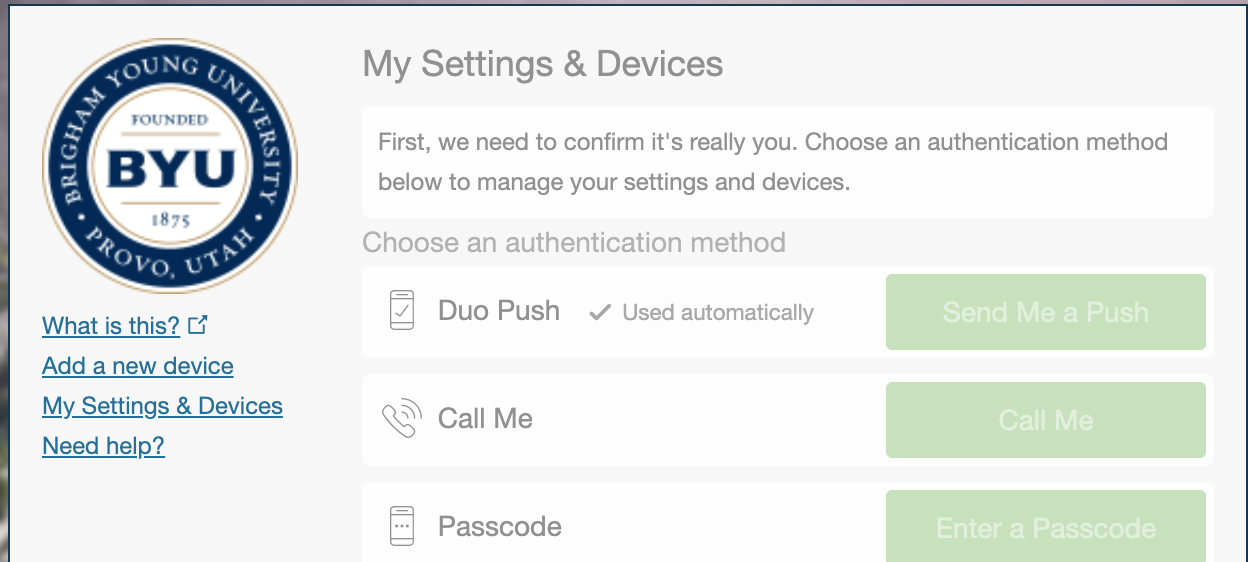 BRIGHAM YOUNG UNIVERSITY
FOUNDED
BYU
1875
PROVO, UTAH
What is this?
Add a new device
My Settings & Devices
Need help?
My Settings & Devices
First, we need to confirm it's really you. Choose an authentication method
below to manage your settings and devices.
Choose an authentication method
Duo Push Used automatically Send Me a Push
Call Me Call Me
Passcode Enter a Passcode